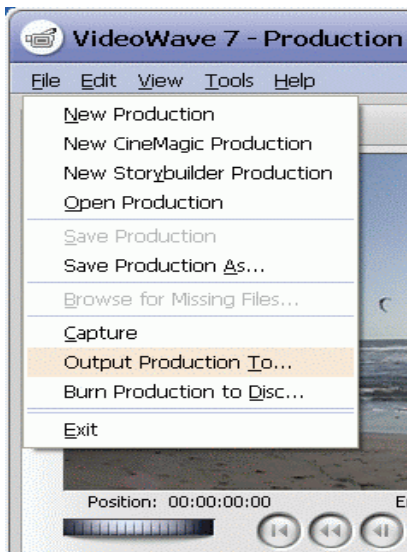 VideoWave 7 - Production
File Edit View Tools Help
New Production
New CineMagic Production
New Storybuilder Production
Open Production
Save Production
Save Production As...
Browse for Missing Files...
Capture
Output Production To...
Burn Production to Disc...
Exit
Position: 00:00:00:00